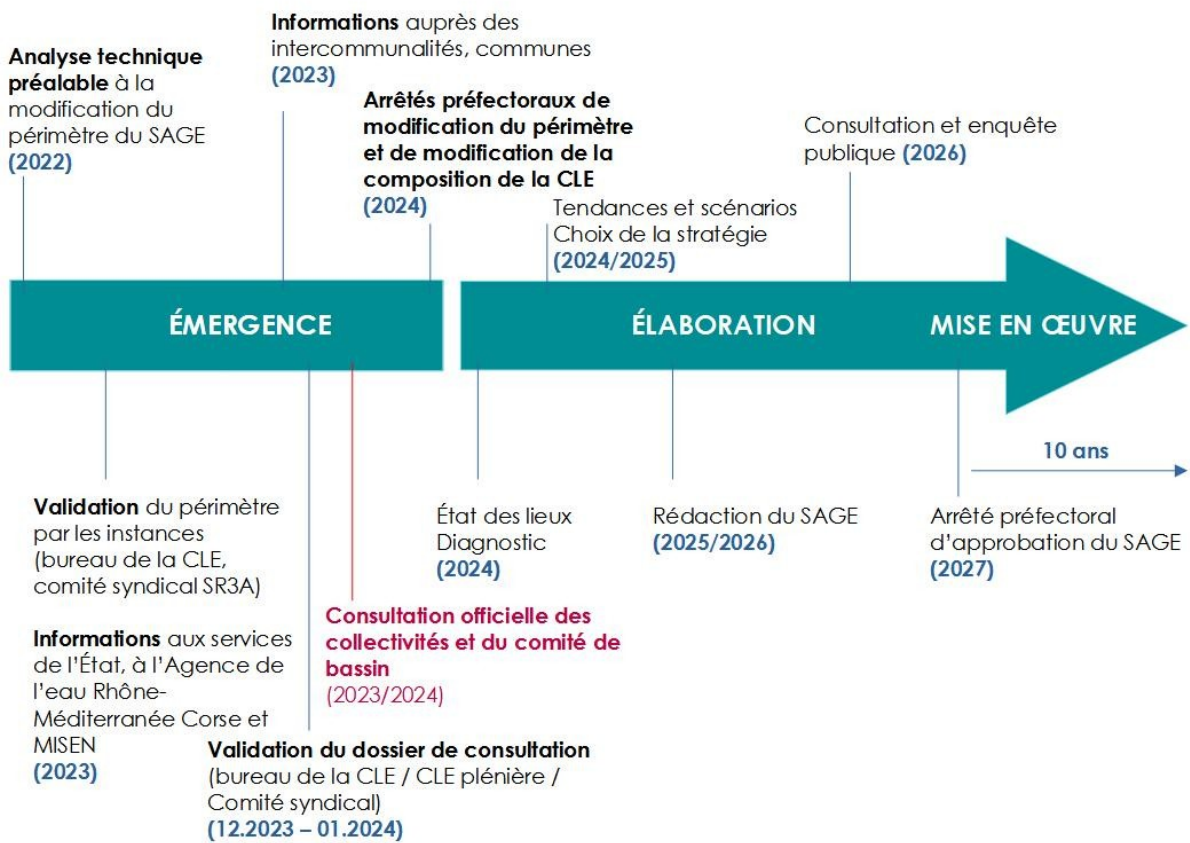 Analyse technique
préalable à la
modification du
périmètre du SAGE
(2022)
Informations auprès des
intercommunalités, communes
(2023)
Arrêtés préfectoraux de
modification du périmètre
et de modification de la
composition de la CLE
(2024)
Tendances et scénarios
Choix de la stratégie
(2024/2025)
Consultation et enquête
publique (2026)
ÉMERGENCE
ÉLABORATION
MISE EN ŒUVRE
10 ans
Validation du périmètre
par les instances
(bureau de la CLE,
comité syndical SR3A)
Informations aux services
de l'État, à l'Agence de
l'eau Rhône-
Méditerranée Corse et
MISEN
(2023)
Validation du dossier de consultation
(bureau de la CLE / CLE plénière /
Comité syndical)
(12.2023 – 01.2024)
Consultation officielle des
collectivités et du comité de
bassin
(2023/2024)
État des lieux
Diagnostic
(2024)
Rédaction du SAGE
(2025/2026)
Arrêté préfectoral
d'approbation du SAGE
(2027)